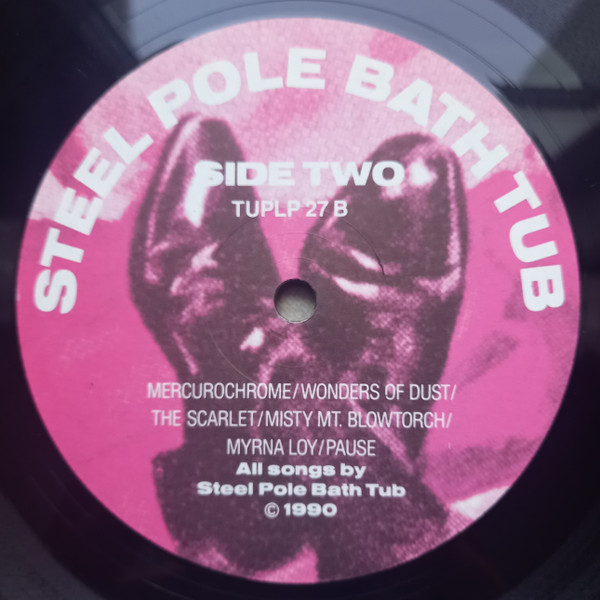 STEEL POLE BATH TUB
SIDE TWO
TUPLP 27 B
MERCUROCHROME/WONDERS OF DUST/
THE SCARLET/MISTY MT. BLOWTORCH/
MYRNA LOY/PAUSE
All songs by
Steel Pole Bath Tub
© 1990